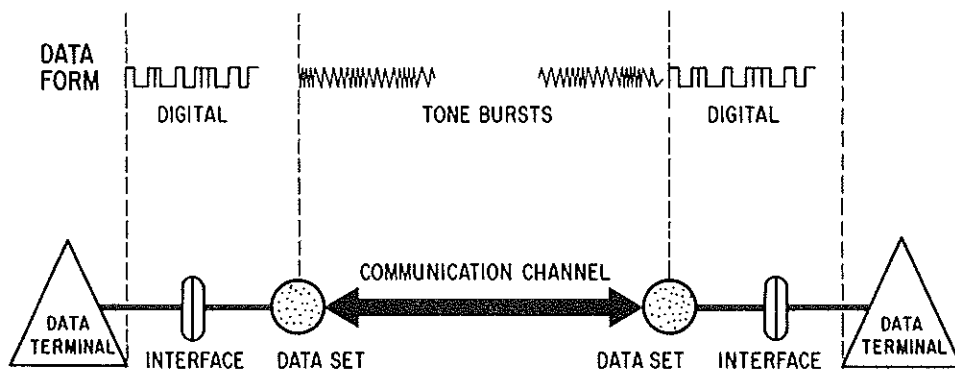 DATA
FORM
DIGITAL
TONE BURSTS
DIGITAL
COMMUNICATION CHANNEL
DATA
TERMINAL
INTERFACE
DATA SET
DATA SET
INTERFACE
DATA
TERMINAL